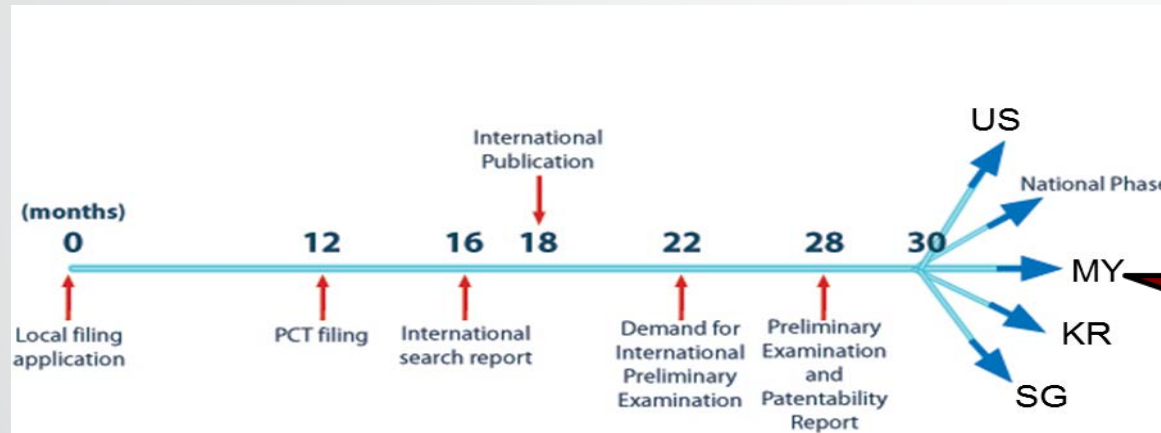 International
Publication
US
National Phase
(months)
0
12
16
18
22
28
30
MY
KR
SG
Local filing
application
PCT filing
International
search report
Demand for
International
Preliminary
Examination
Preliminary
Examination
and
Patentability
Report